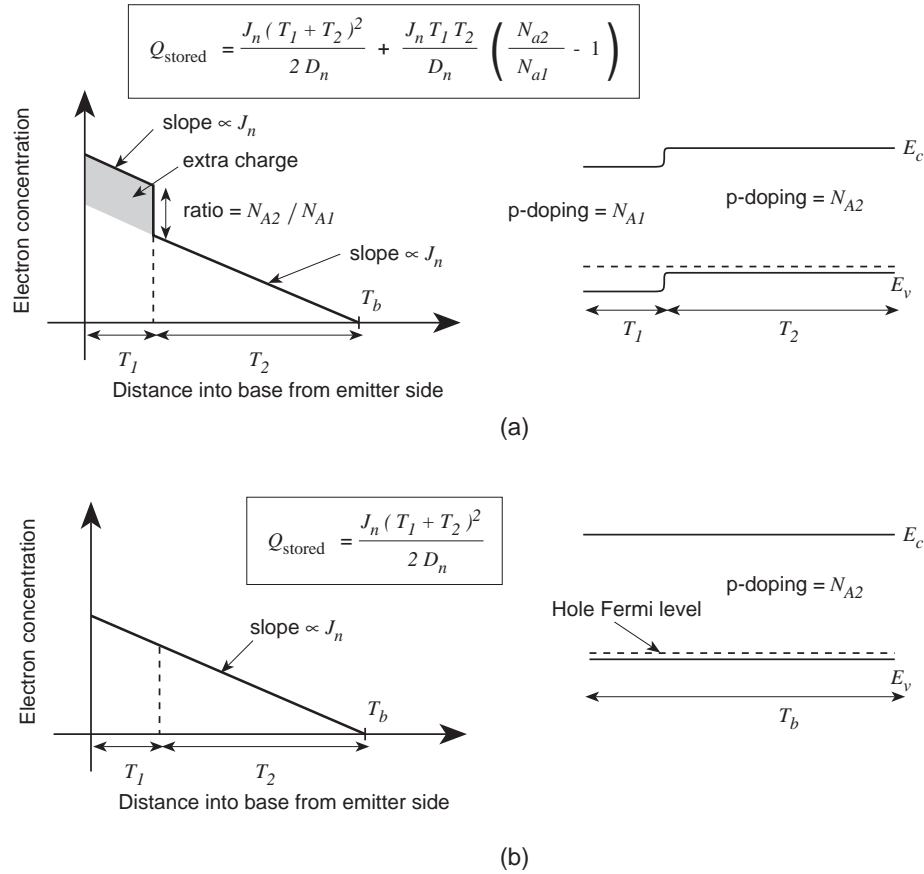 Q_stored = J_n ( T_1 + T_2 )^2 / 2 D_n + J_n T_1 T_2 / D_n ( N_a2 / N_a1 - 1 )
Electron concentration
slope ∝ J_n
extra charge
ratio = N_A2 / N_A1
slope ∝ J_n
T_b
T_1
T_2
Distance into base from emitter side
E_c
p-doping = N_A1
p-doping = N_A2
E_v
T_1
T_2
(a)
Q_stored = J_n ( T_1 + T_2 )^2 / 2 D_n
Electron concentration
slope ∝ J_n
T_b
T_1
T_2
Distance into base from emitter side
E_c
p-doping = N_A2
Hole Fermi level
E_v
T_b
(b)